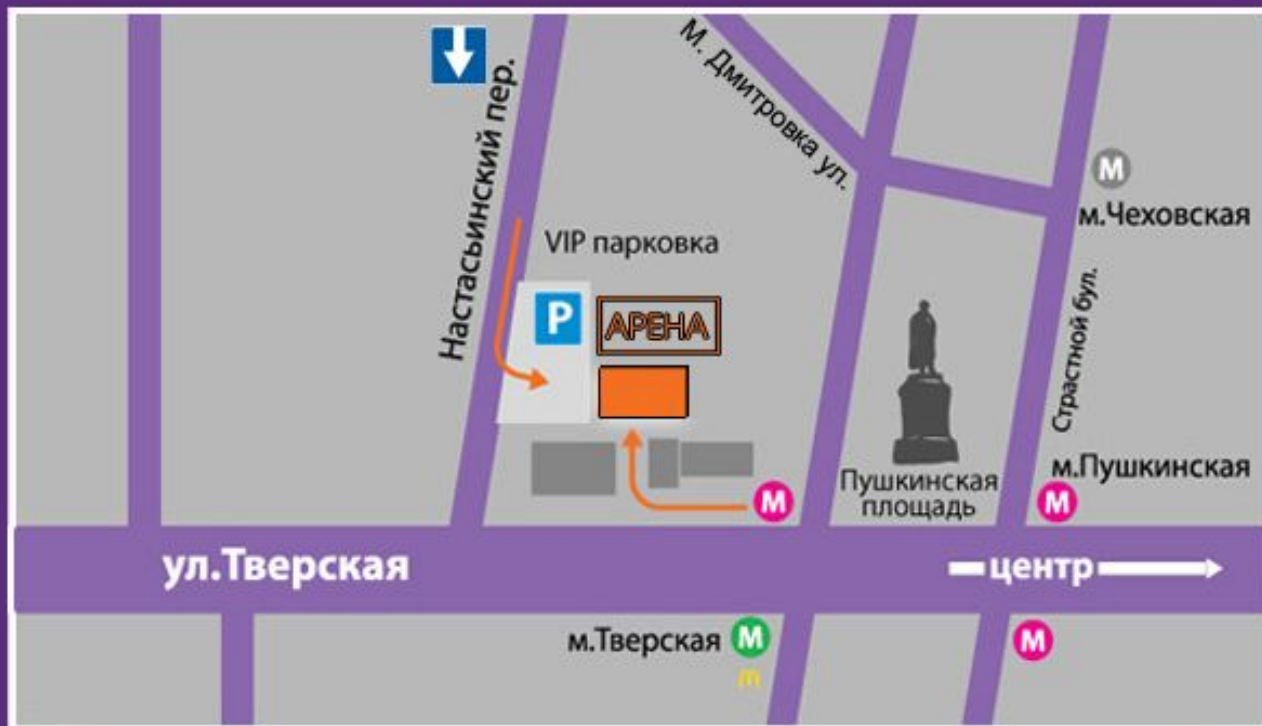 М. Дмитровка ул.
Настасьинский пер.
М
м.Чеховская
VIP парковка
P
АРЕНА
Страстной бул.
м.Пушкинская
М
Пушкинская
площадь
М
ул.Тверская
центр
м.Тверская
М
m
М